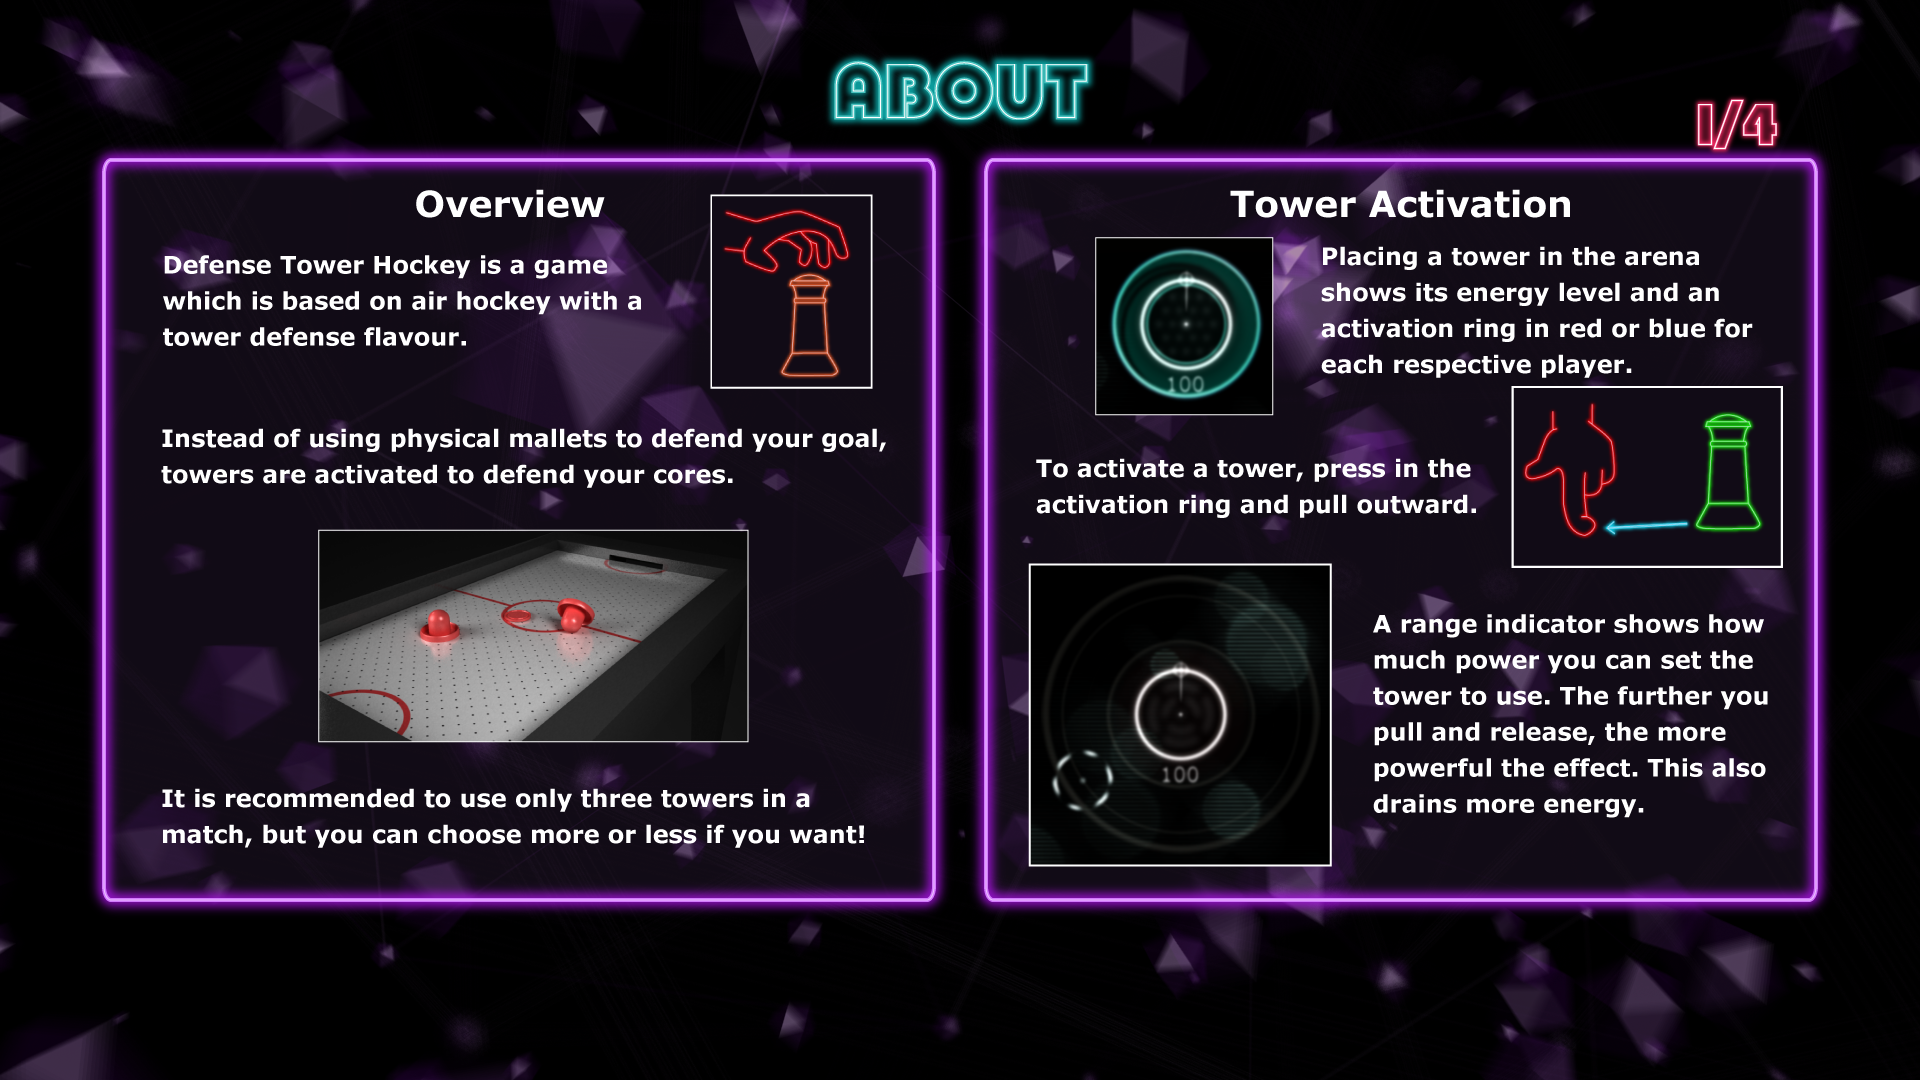 ABOUT
1/4
Overview
Defense Tower Hockey is a game
which is based on air hockey with a
tower defense flavour.
Instead of using physical mallets to defend your goal,
towers are activated to defend your cores.
It is recommended to use only three towers in a
match, but you can choose more or less if you want!
Tower Activation
100
Placing a tower in the arena
shows its energy level and an
activation ring in red or blue for
each respective player.
To activate a tower, press in the
activation ring and pull outward.
100
A range indicator shows how
much power you can set the
tower to use. The further you
pull and release, the more
powerful the effect. This also
drains more energy.